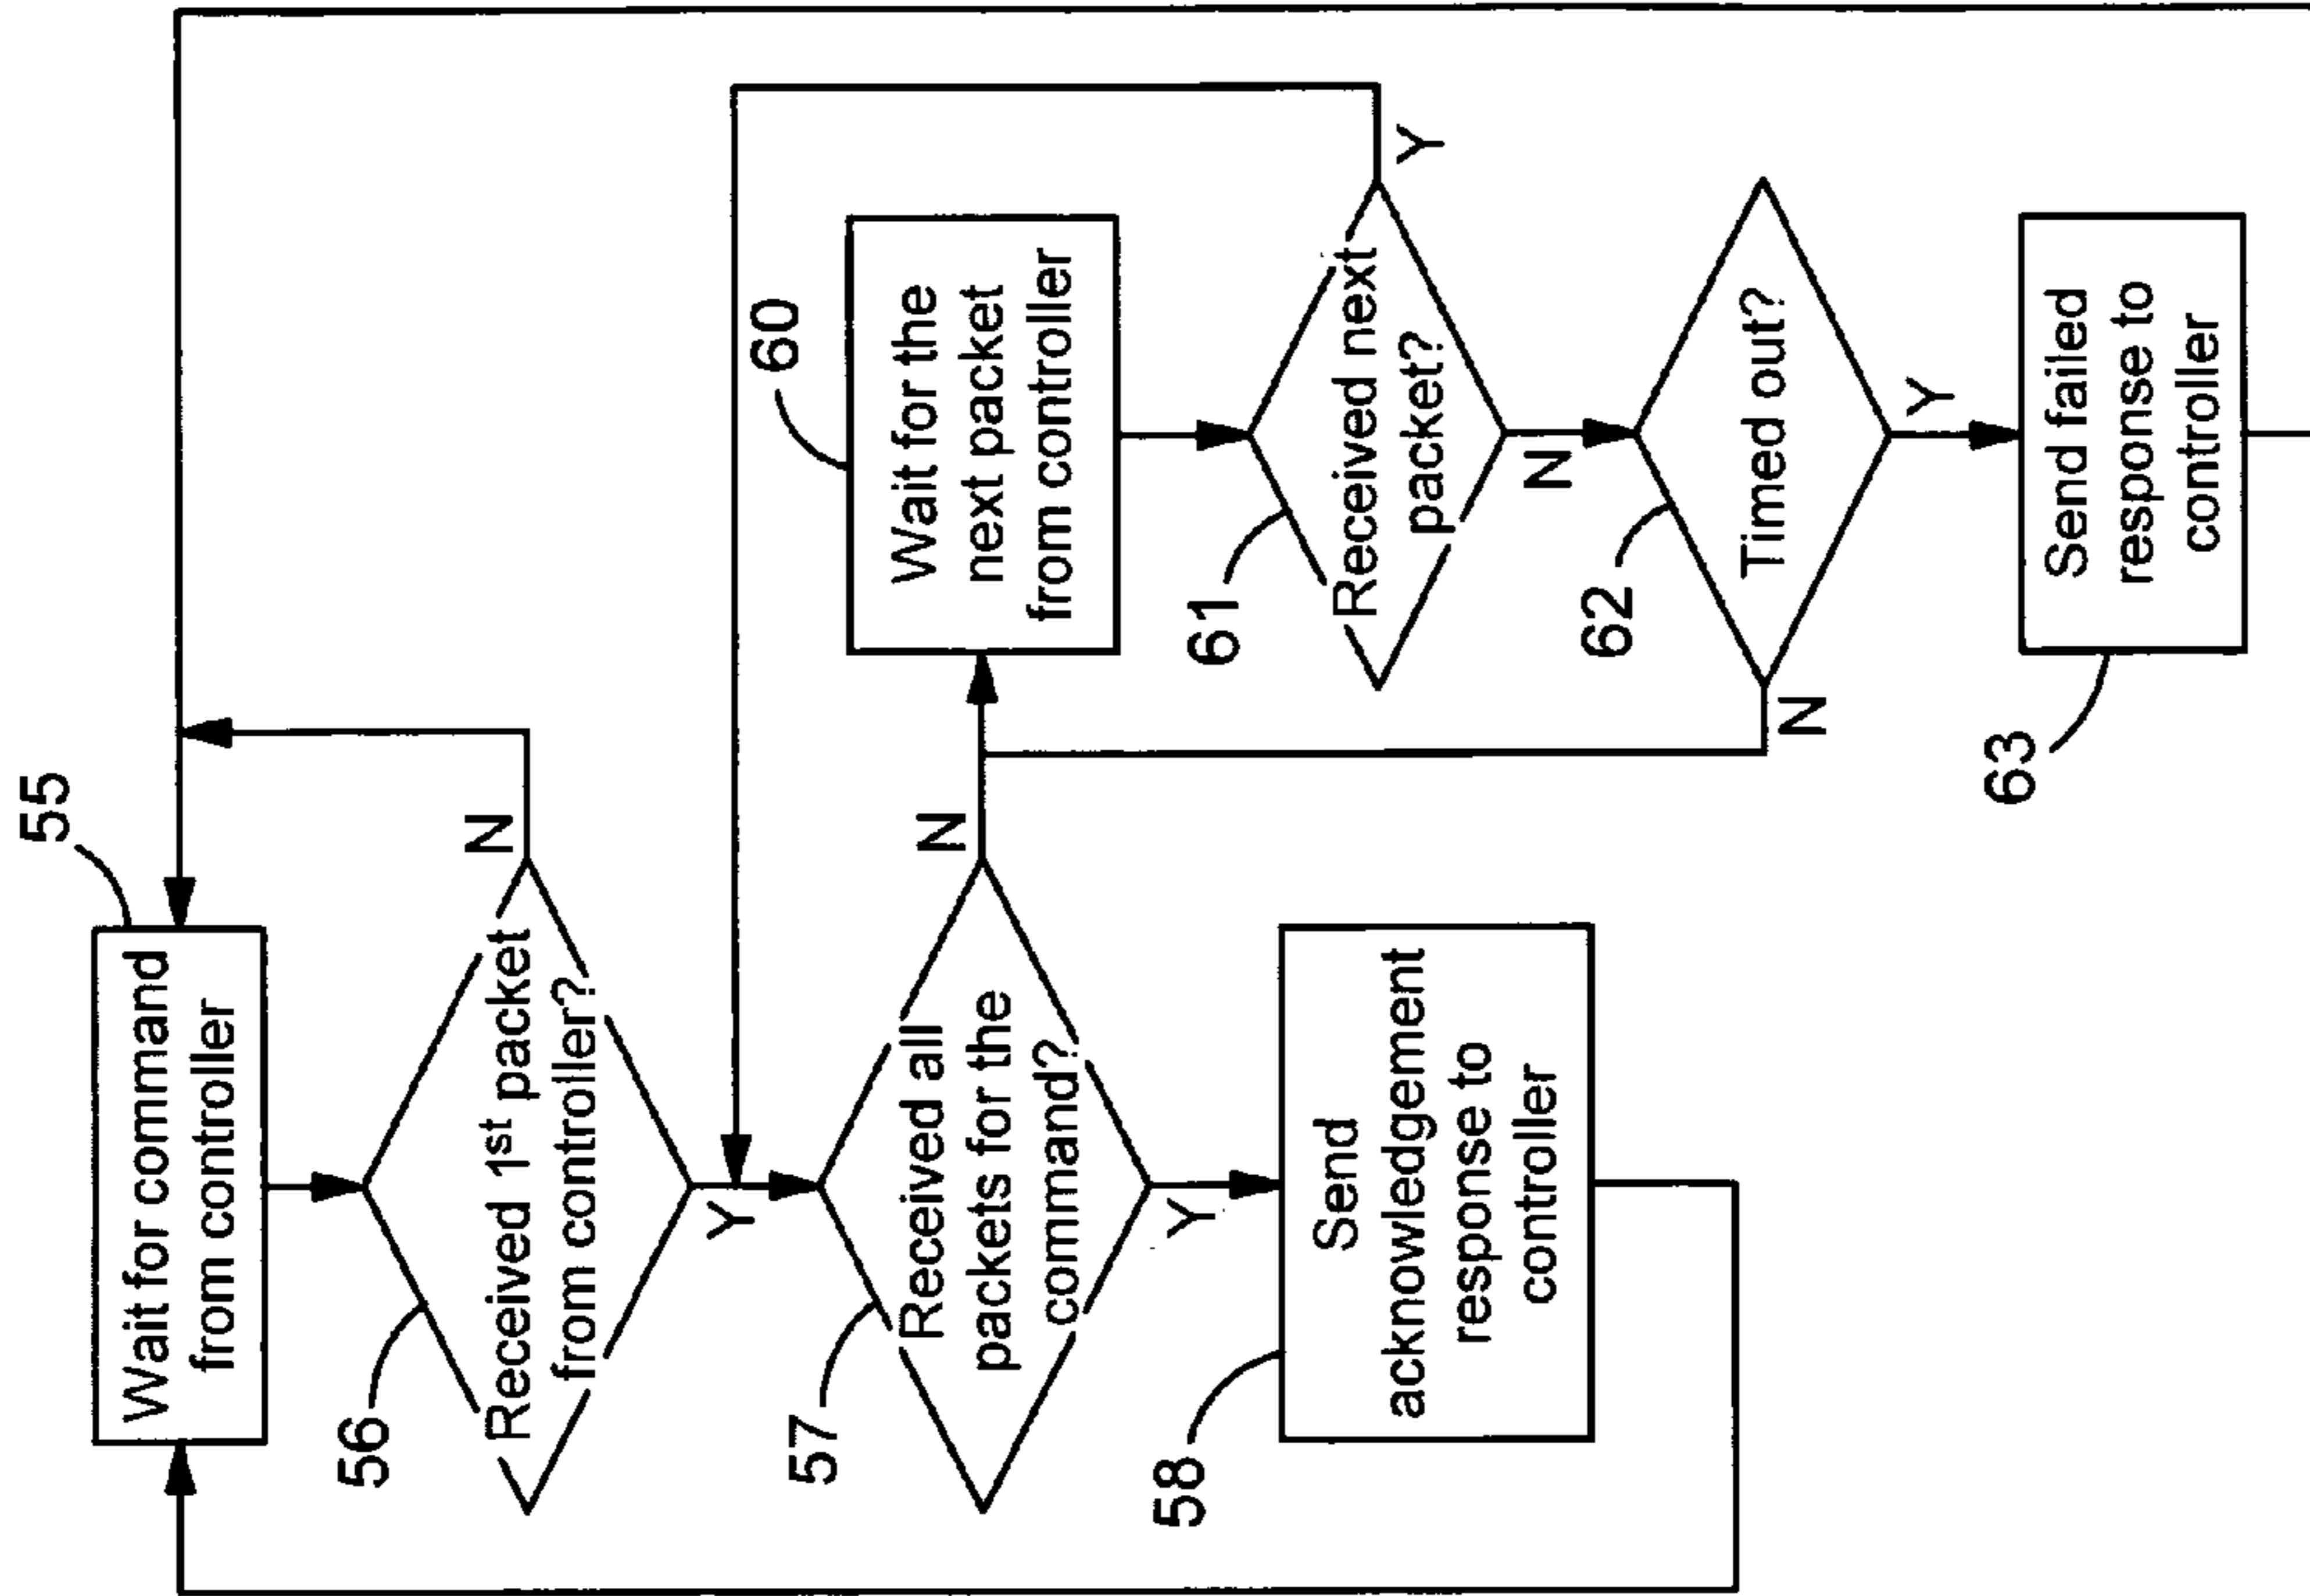 55
Wait for command
from controller
56
Received 1st packet
from controller?
N
Y
57
Received all
packets for the
command?
N
Y
58
Send
acknowledgement
response to
controller
60
Wait for the
next packet
from controller
61
Received next
packet?
Y
N
62
Timed out?
N
Y
63
Send failed
response to
controller